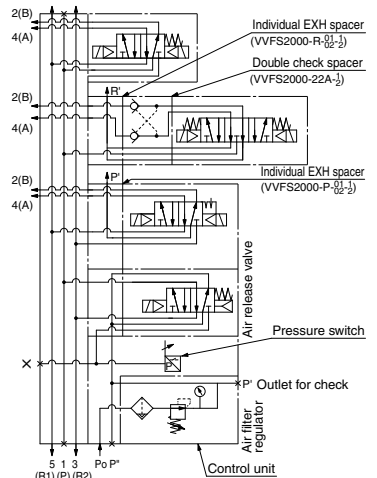 2(B)
4(A)
Individual EXH spacer
(VVFS2000-R-01-1 02-2)
Double check spacer
(VVFS2000-22A-1 2)
R'
2(B)
4(A)
Individual EXH spacer
(VVFS2000-P-01-1 02-2)
P'
2(B)
4(A)
Air release valve
Pressure switch
P
P' Outlet for check
Air filter
regulator
Control unit
5 1 3 Po P"
(R1) (P) (R2)